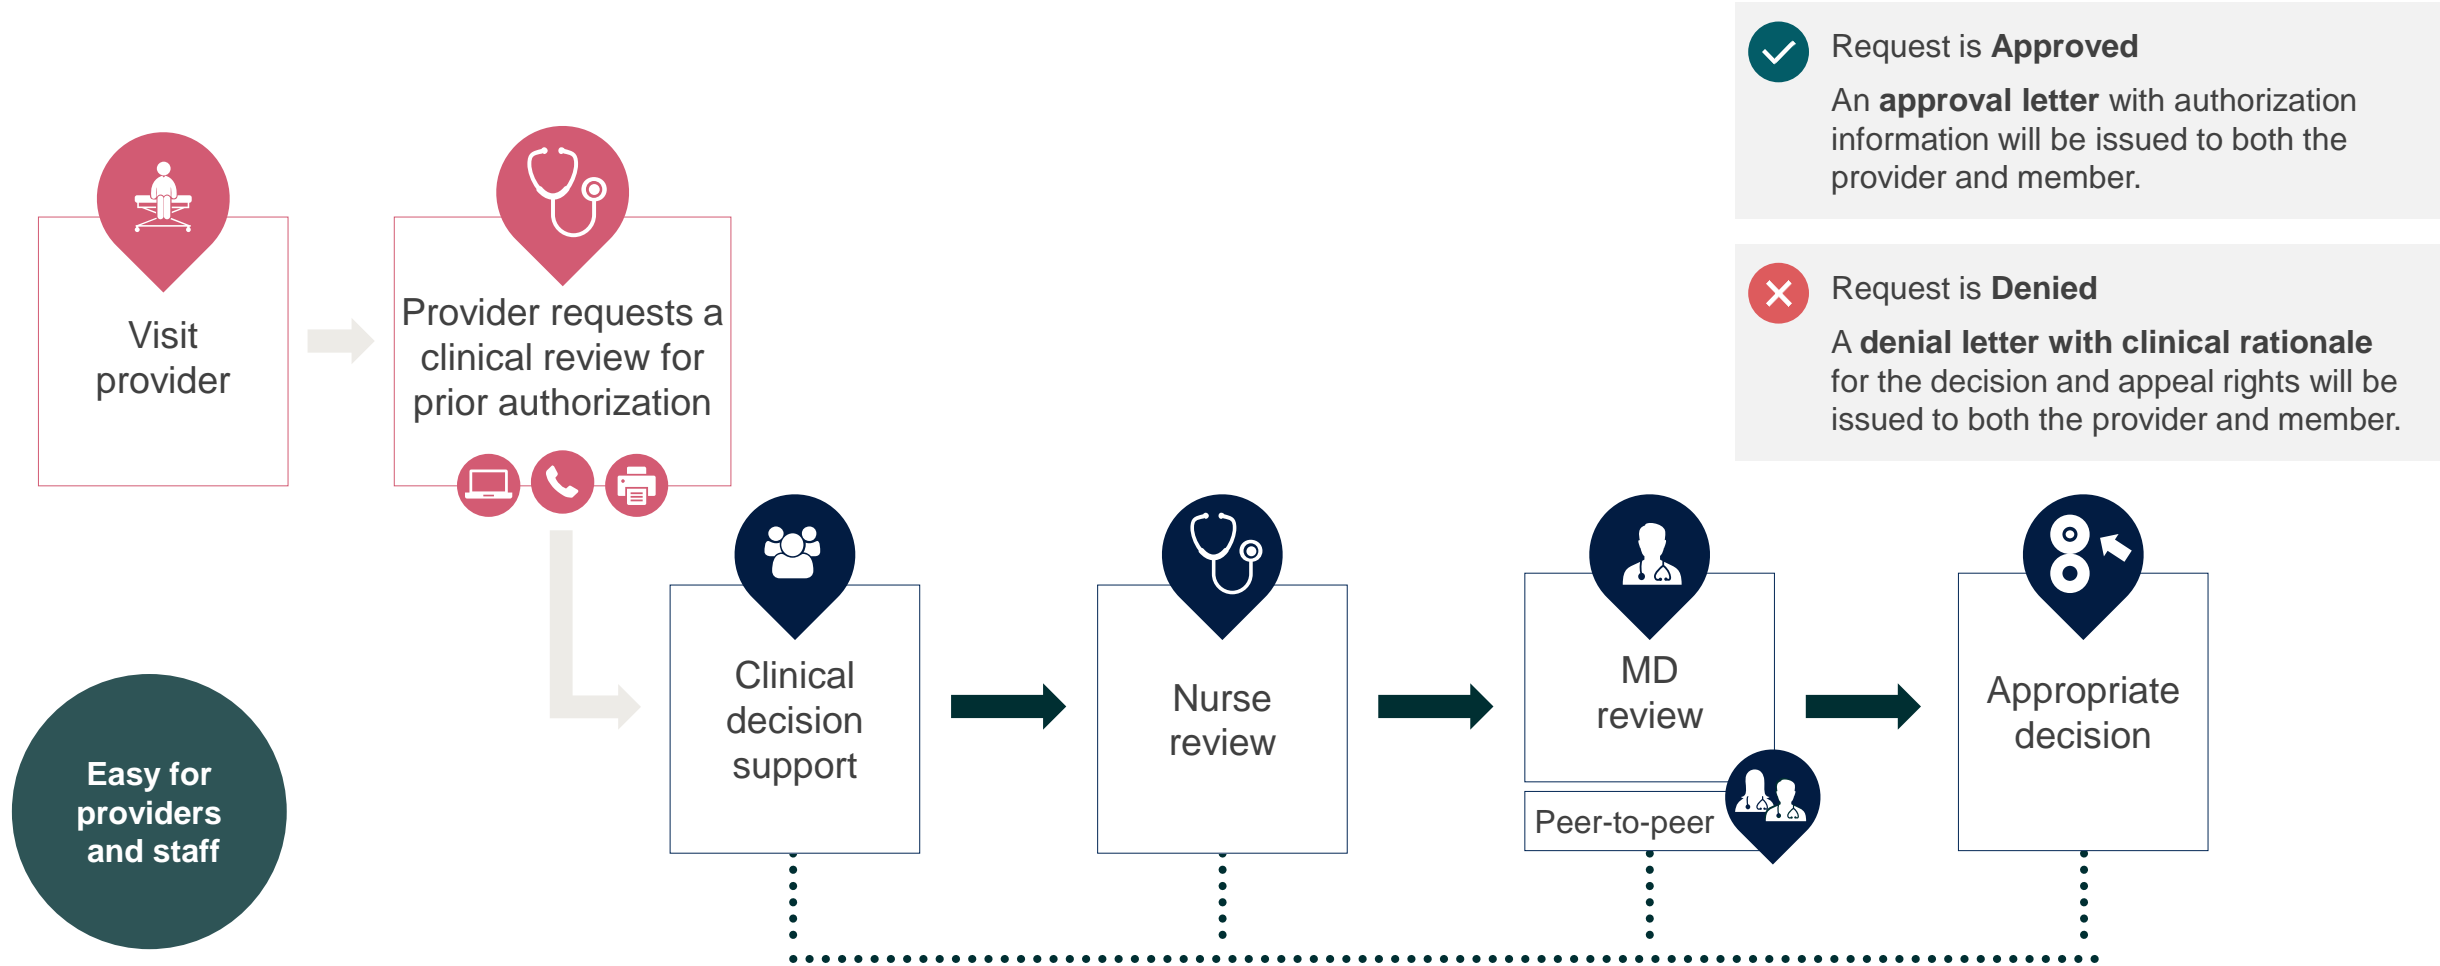 Request is Approved
An approval letter with authorization
information will be issued to both the
provider and member.
Request is Denied
A denial letter with clinical rationale
for the decision and appeal rights will be
issued to both the provider and member.
Visit
provider
Provider requests a
clinical review for
prior authorization
Clinical
decision
support
Nurse
review
MD
review
Peer-to-peer
Appropriate
decision
Easy for
providers
and staff